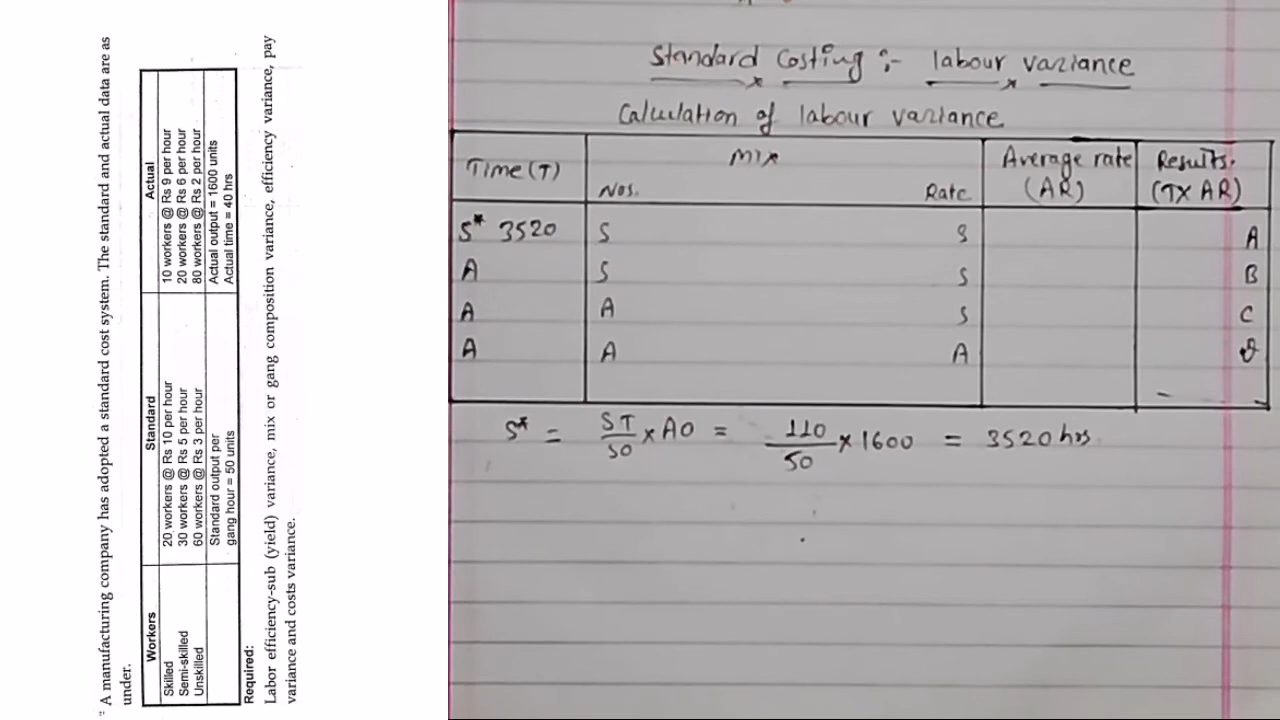 A manufacturing company has adopted a standard cost system. The standard and actual data are as
under.
Workers Standard Actual
Skilled 20 workers @ Rs 10 per hour 10 workers @ Rs 9 per hour
Semi-skilled 30 workers @ Rs 5 per hour 20 workers @ Rs 6 per hour
Unskilled 60 workers @ Rs 3 per hour 80 workers @ Rs 2 per hour
Standard output per Actual output = 1600 units
gang hour = 50 units Actual time = 40 hrs
Required:
Labor efficiency-sub (yield) variance, mix or gang composition variance, efficiency variance, pay
variance and costs variance.
Standard Costing :- labour variance
Calculation of labour variance
Time (T) Mix Average rate (AR) Results. (TX AR)
Nos. Rate
S* 3520 S S A
A S S B
A A S C
A A A D
S* = ST/50 x AO = 110/50 x 1600 = 3520 hrs